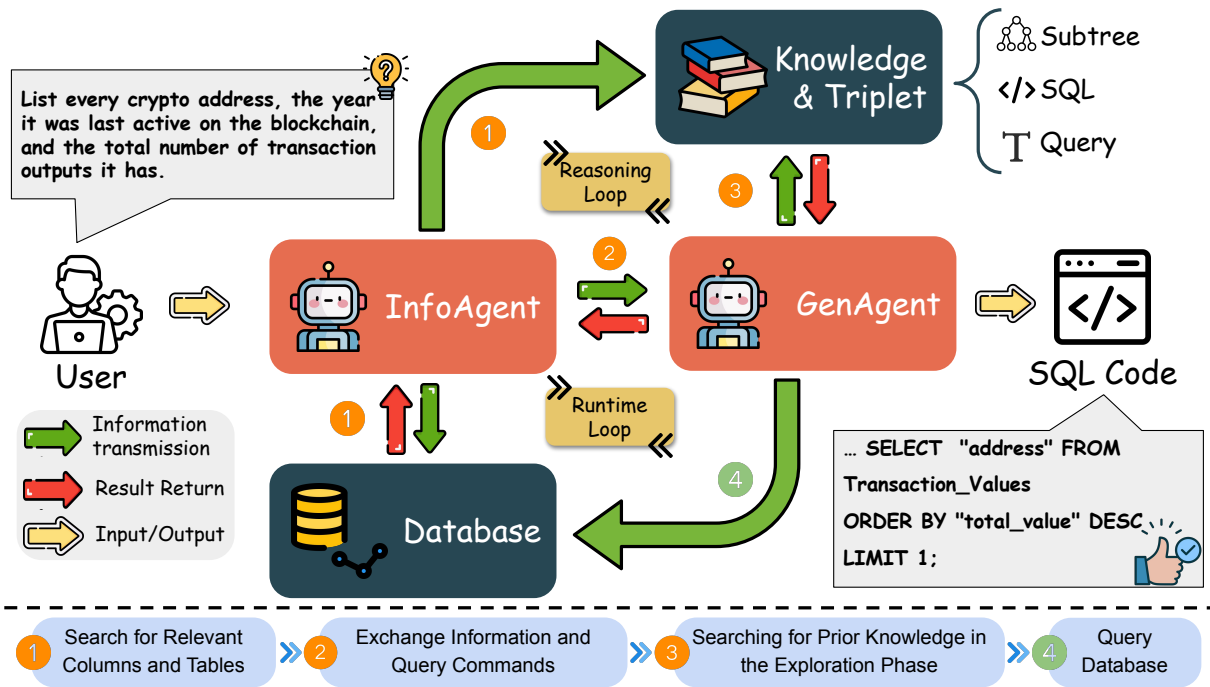 List every crypto address, the year
it was last active on the blockchain,
and the total number of transaction
outputs it has.
?
User
1
Knowledge
& Triplet
Subtree
</> SQL
T Query
Reasoning
Loop
3
2
InfoAgent
GenAgent
</>
SQL Code
1
Runtime
Loop
4
Database
Information
transmission
Result Return
Input/Output
... SELECT "address" FROM
Transaction_Values
ORDER BY "total_value" DESC
LIMIT 1;
1 Search for Relevant
Columns and Tables
2 Exchange Information and
Query Commands
3 Searching for Prior Knowledge in
the Exploration Phase
4 Query
Database